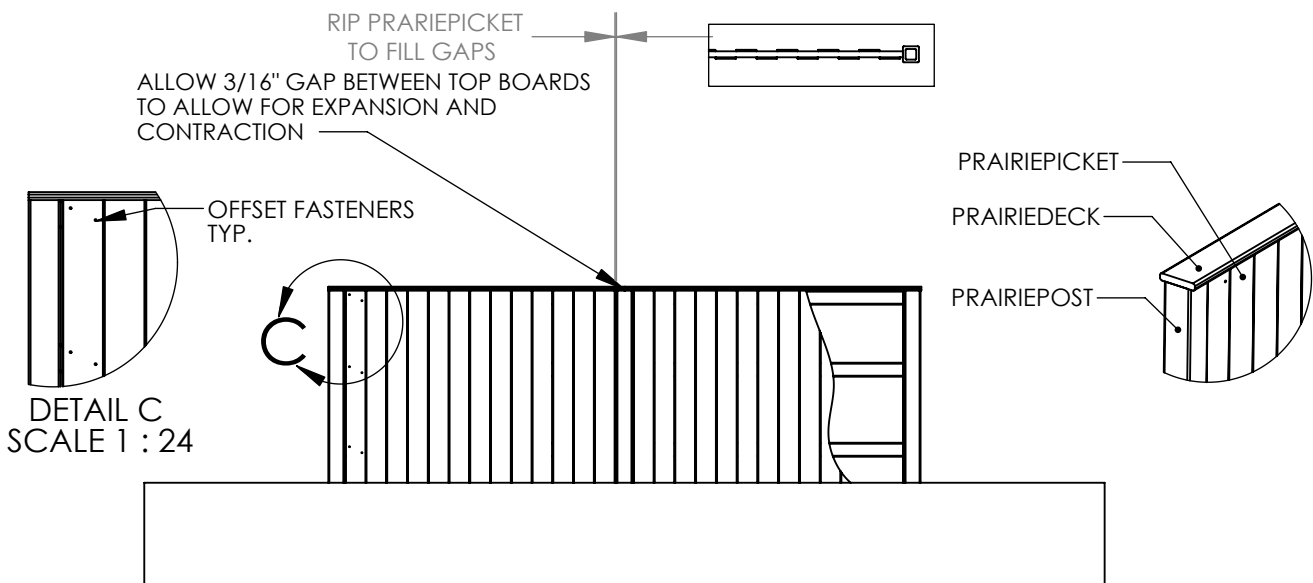 RIP PRARIEPICKET
TO FILL GAPS
ALLOW 3/16" GAP BETWEEN TOP BOARDS
TO ALLOW FOR EXPANSION AND
CONTRACTION
OFFSET FASTENERS
TYP.
PRAIRIEPICKET
PRAIRIEDECK
PRAIRIEPOST
C
DETAIL C
SCALE 1 : 24